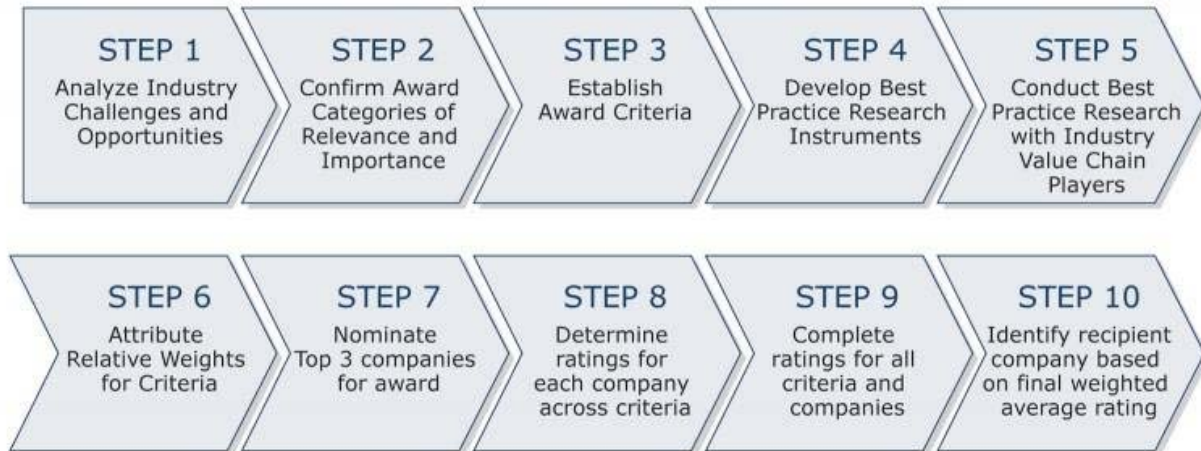 STEP 1
Analyze Industry
Challenges and
Opportunities
STEP 2
Confirm Award
Categories of
Relevance and
Importance
STEP 3
Establish
Award Criteria
STEP 4
Develop Best
Practice Research
Instruments
STEP 5
Conduct Best
Practice Research
with Industry
Value Chain
Players
STEP 6
Attribute
Relative Weights
for Criteria
STEP 7
Nominate
Top 3 companies
for award
STEP 8
Determine
ratings for
each company
across criteria
STEP 9
Complete
ratings for all
criteria and
companies
STEP 10
Identify recipient
company based
on final weighted
average rating